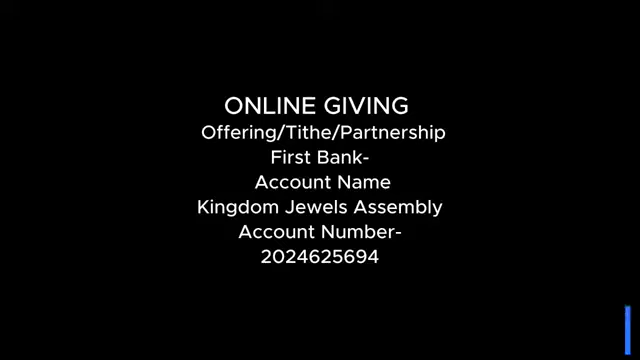 ONLINE GIVING
Offering/Tithe/Partnership
First Bank-
Account Name
Kingdom Jewels Assembly
Account Number-
2024625694